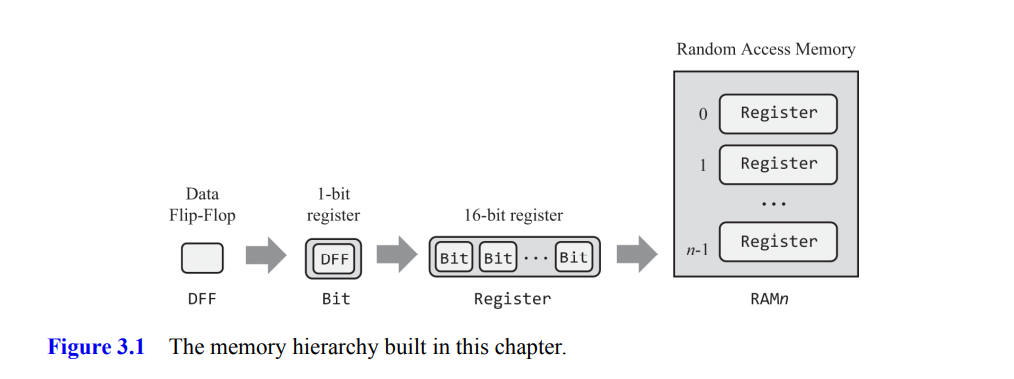 Random Access Memory
0 Register
1 Register
...
n-1 Register
RAMn
Data
Flip-Flop
DFF
1-bit
register
DFF
Bit
16-bit register
Bit Bit ... Bit
Register
Figure 3.1 The memory hierarchy built in this chapter.